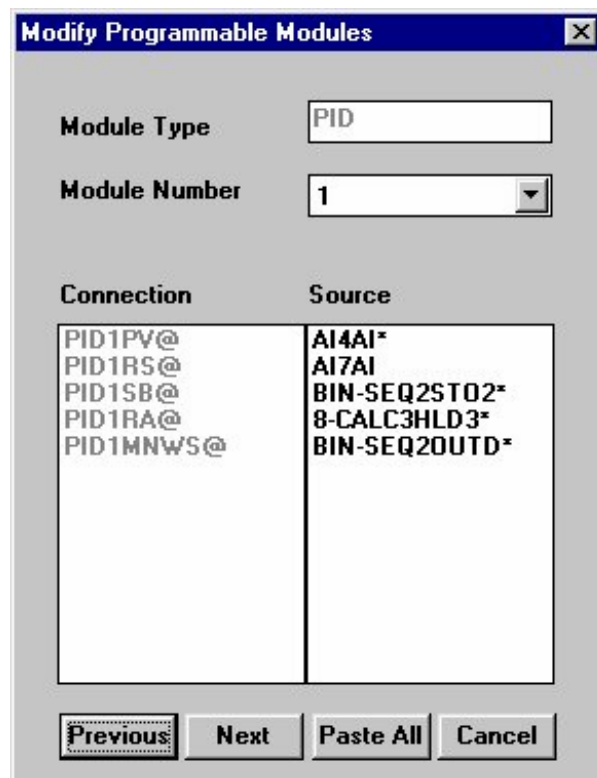 Modify Programmable Modules
Module Type PID
Module Number 1
Connection Source
PID1PV@ AI4AI*
PID1RS@ AI7AI
PID1SB@ BIN-SEQ2STO2*
PID1RA@ 8-CALC3HLD3*
PID1MNWS@ BIN-SEQ2OUTD*
Previous Next Paste All Cancel